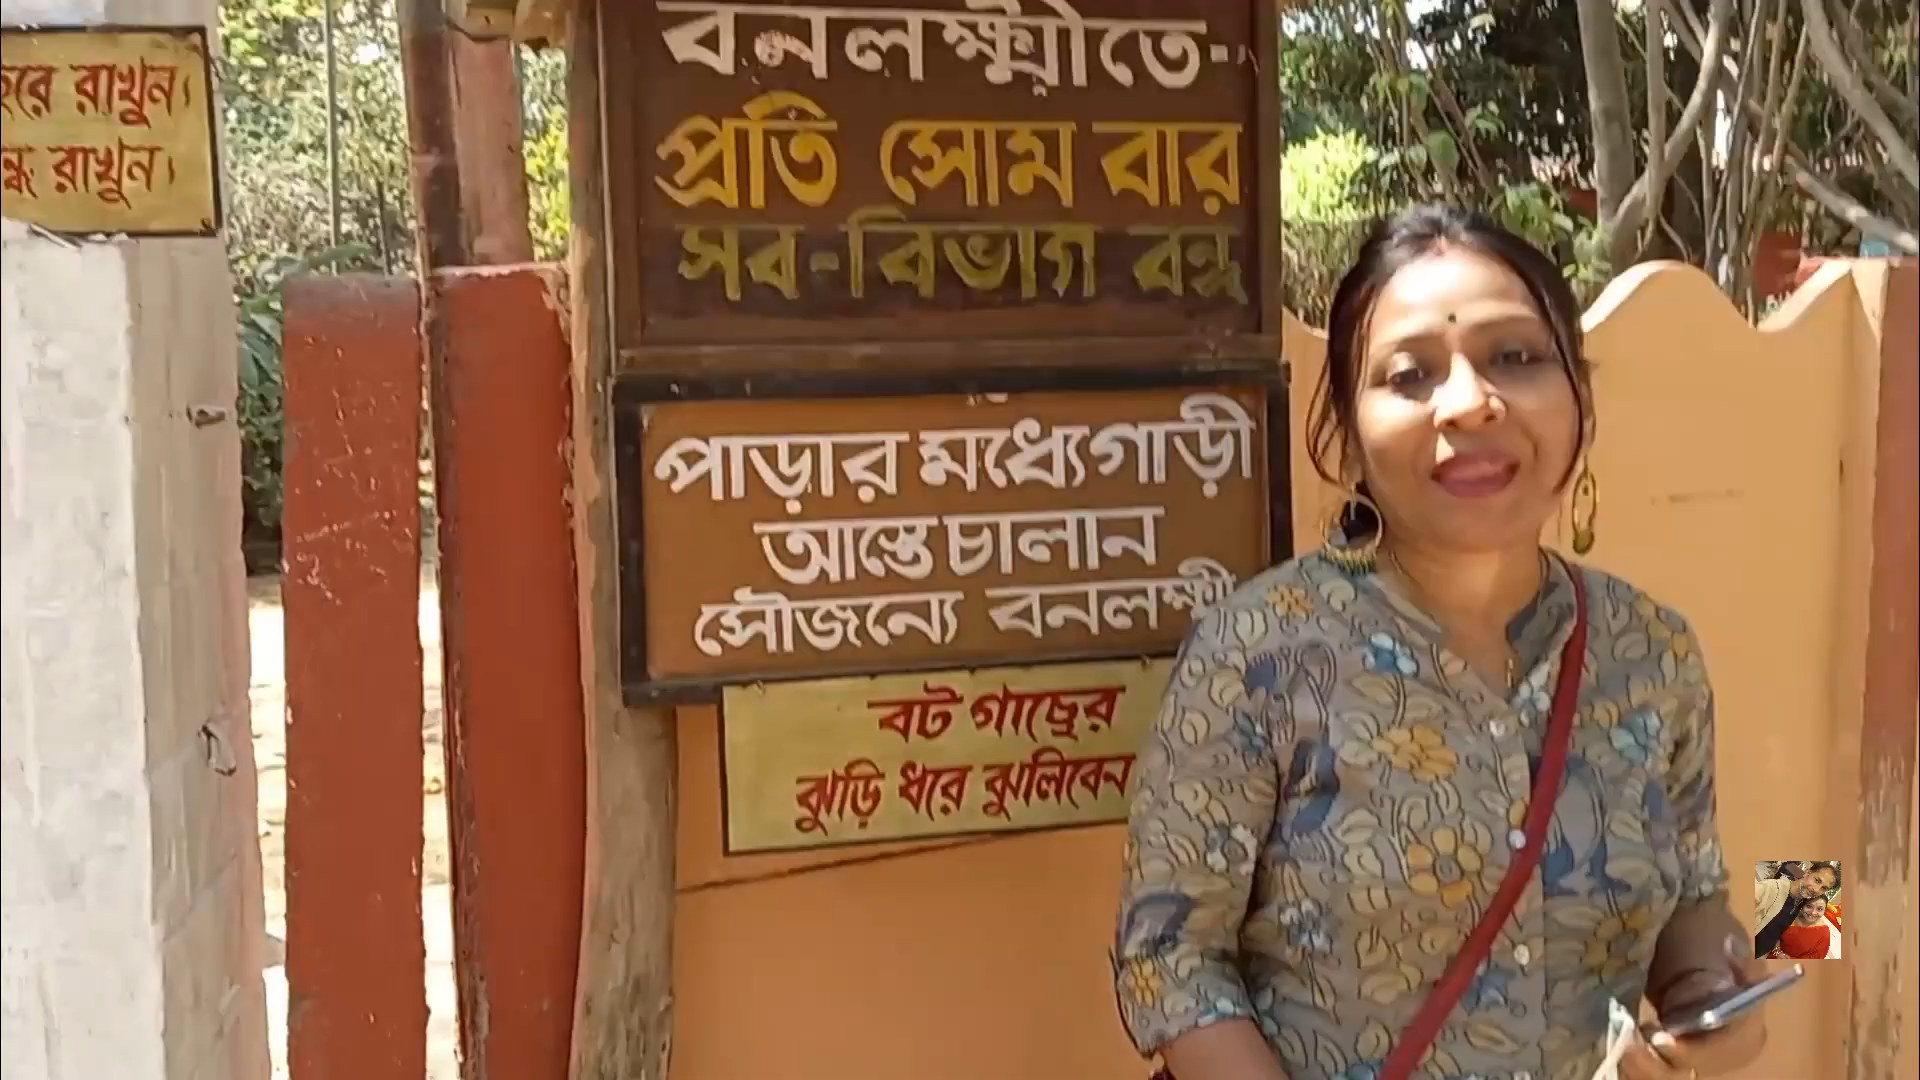 রাখুন।
রাখুন।
বনলক্ষ্মীতে-
প্রতি সোম বার
সব-বিভাগ বন্ধ
পাড়ার মধ্যে গাড়ী
আস্তে চালান
সৌজন্যে বনলক্ষ্মী
বট গাছের
ঝুড়ি ধরে ঝুলিবেন